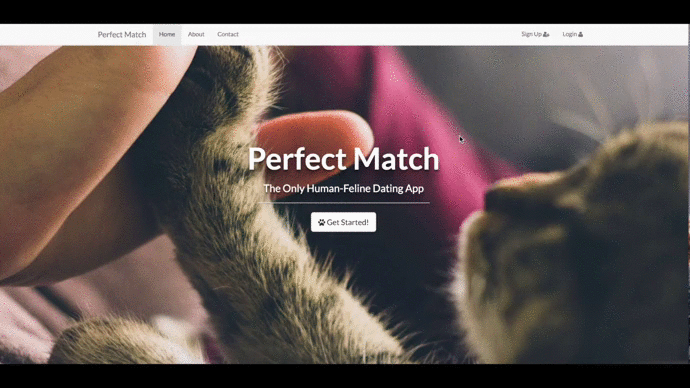 Perfect Match Home About Contact Sign Up Login
Perfect Match
The Only Human-Feline Dating App
Get Started!